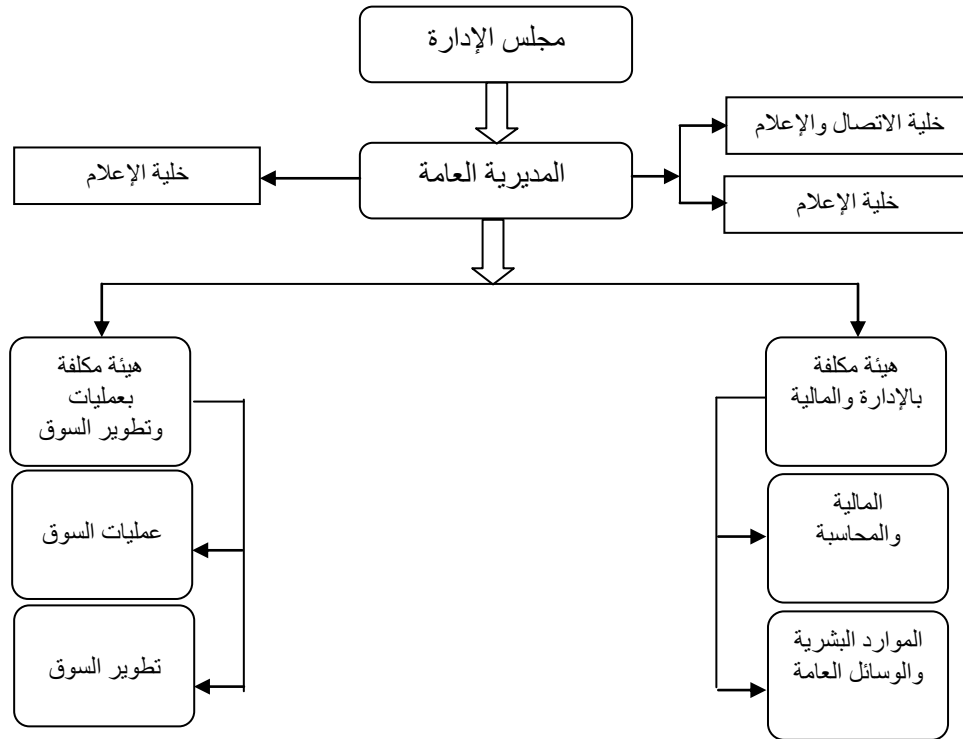 مجلس الإدارة
خلية الاتصال والإعلام
المديرية العامة
خلية الإعلام
خلية الإعلام
هيئة مكلفة
بالإدارة والمالية
المالية
والمحاسبة
الموارد البشرية
والوسائل العامة
هيئة مكلفة
بعمليات
وتطوير السوق
عمليات السوق
تطوير السوق